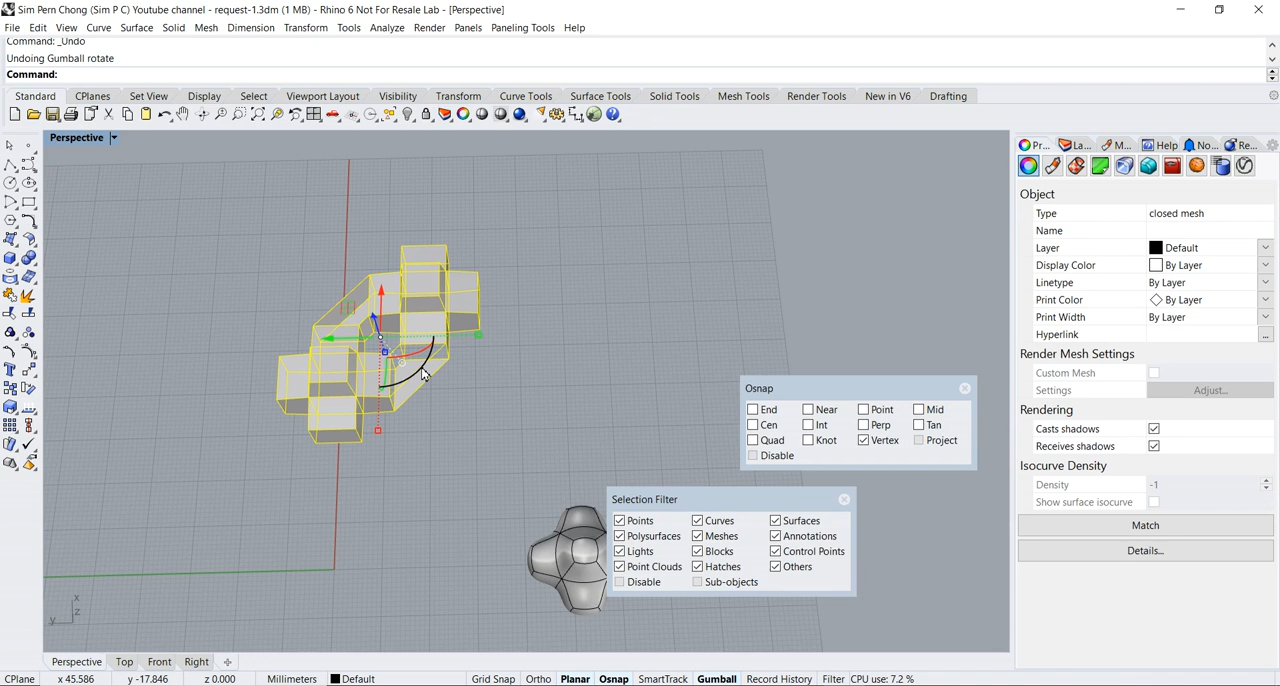 Sim Pern Chong (Sim P C) Youtube channel - request-1.3dm (1 MB) - Rhino 6 Not For Resale Lab - [Perspective]
File Edit View Curve Surface Solid Mesh Dimension Transform Tools Analyze Render Panels Paneling Tools Help
Command: _Undo
Undoing Gumball rotate
Command:
Standard CPlanes Set View Display Select Viewport Layout Visibility Transform Curve Tools Surface Tools Solid Tools Mesh Tools Render Tools New in V6 Drafting
Perspective
Pr... La... M... Help No... Re...
Object
Type closed mesh
Name
Layer Default
Display Color By Layer
Linetype By Layer
Print Color By Layer
Print Width By Layer
Hyperlink ...
Render Mesh Settings
Custom Mesh
Settings Adjust...
Rendering
Casts shadows
Receives shadows
Isocurve Density
Density -1
Show surface isocurve
Match
Details...
Osnap
End Near Point Mid
Cen Int Perp Tan
Quad Knot Vertex Project
Disable
Selection Filter
Points Curves Surfaces
Polysurfaces Meshes Annotations
Lights Blocks Control Points
Point Clouds Hatches Others
Disable Sub-objects
x
z
y
Perspective Top Front Right
CPlane x 45.586 y -17.846 z 0.000 Millimeters Default Grid Snap Ortho Planar Osnap SmartTrack Gumball Record History Filter CPU use: 7.2 %